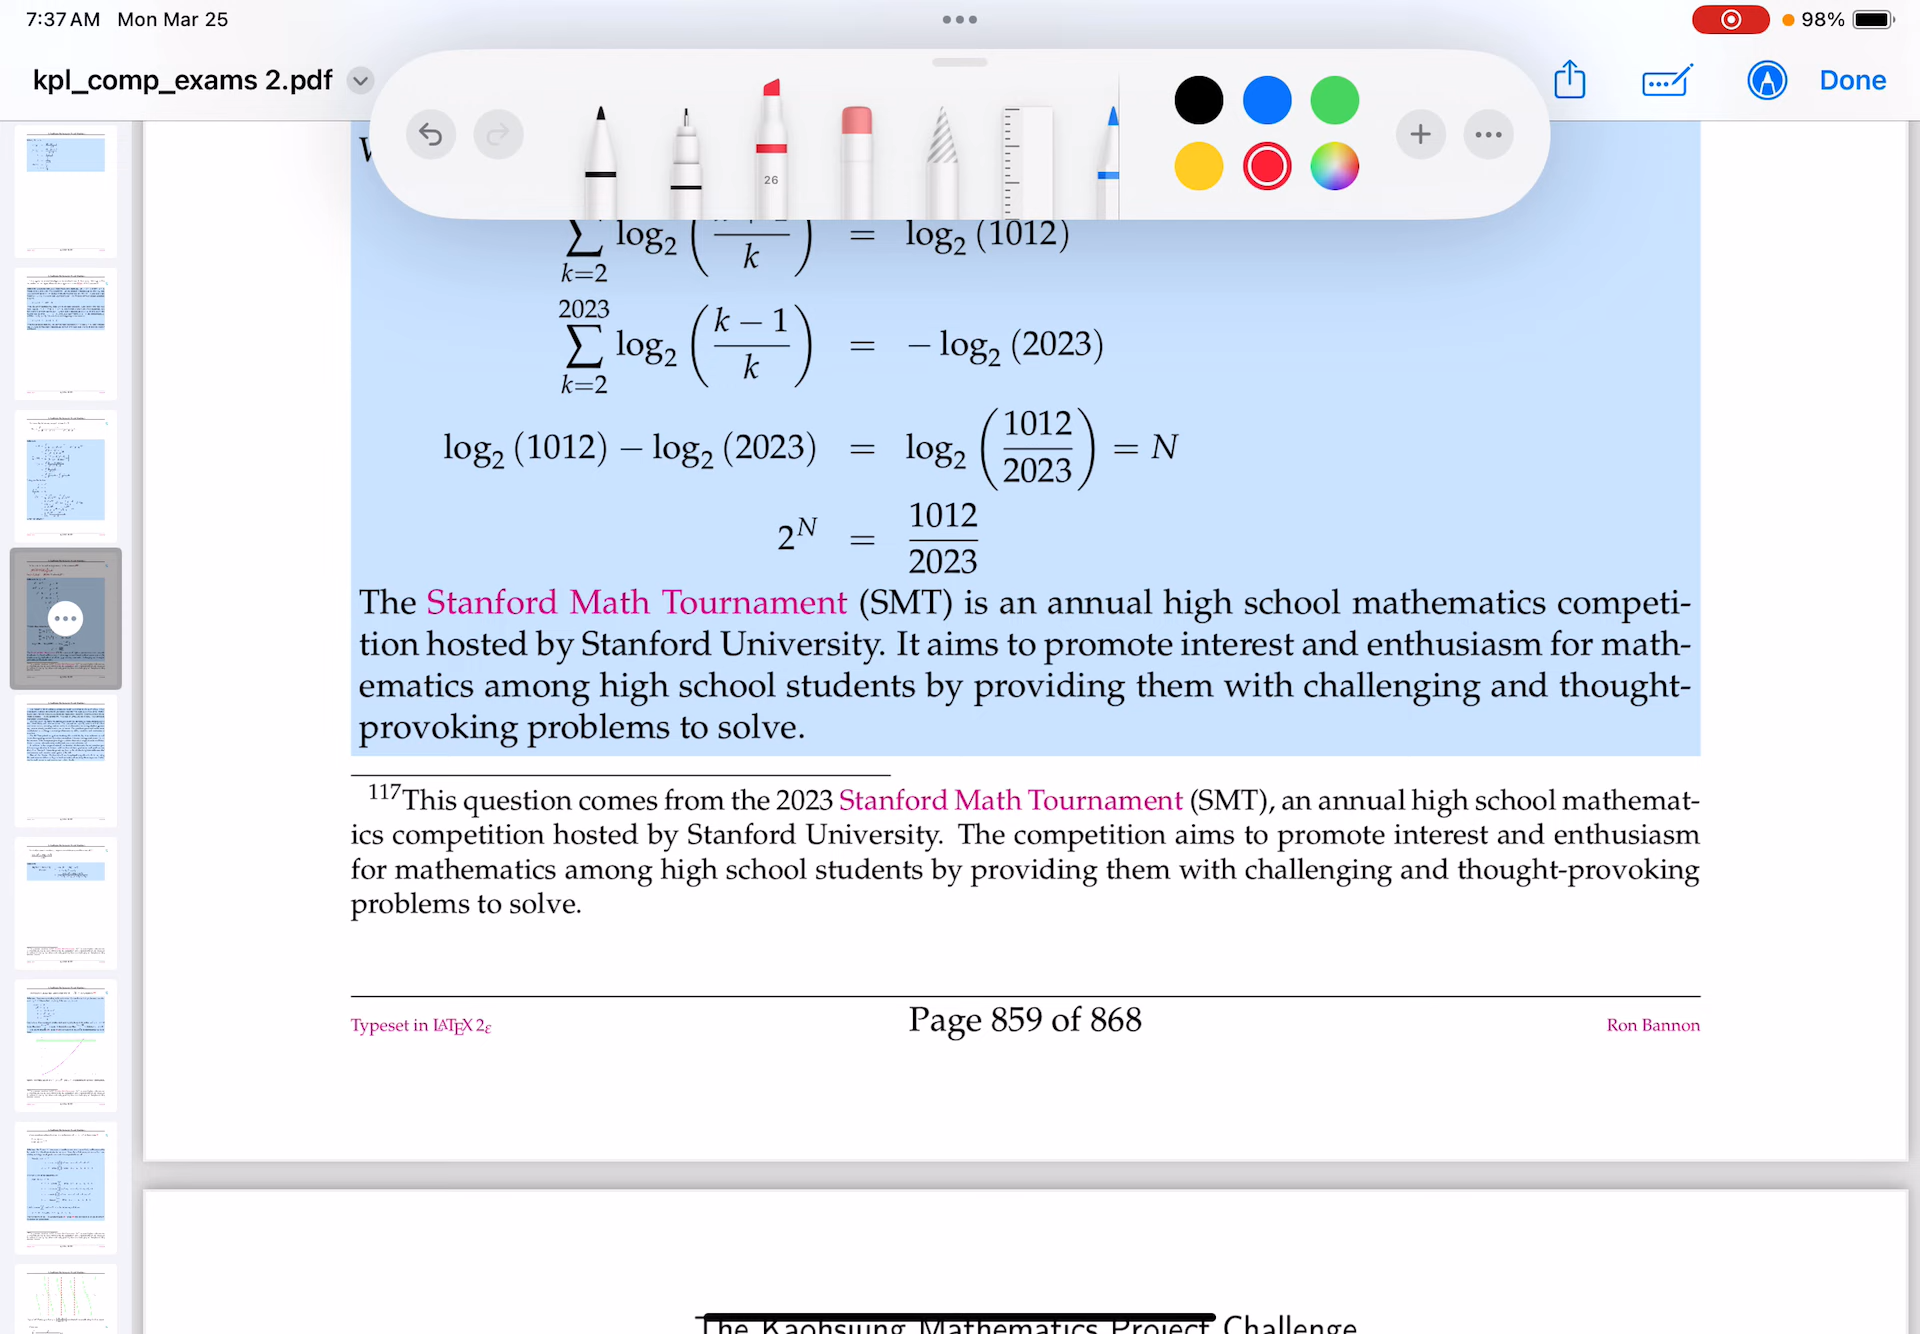 7:37 AM Mon Mar 25
98%
kpl_comp_exams 2.pdf
Done
26
∑ log₂ ( / k ) = log₂ (1012)
k=2
2023
∑ log₂ ((k − 1)/k) = − log₂ (2023)
k=2
log₂ (1012) − log₂ (2023) = log₂ (1012/2023) = N
2^N = 1012/2023
The Stanford Math Tournament (SMT) is an annual high school mathematics competi-
tion hosted by Stanford University. It aims to promote interest and enthusiasm for math-
ematics among high school students by providing them with challenging and thought-
provoking problems to solve.
117This question comes from the 2023 Stanford Math Tournament (SMT), an annual high school mathemat-
ics competition hosted by Stanford University. The competition aims to promote interest and enthusiasm
for mathematics among high school students by providing them with challenging and thought-provoking
problems to solve.
Typeset in LATEX 2ε
Page 859 of 868
Ron Bannon
The Kaohsiung Mathematics Project Challenge